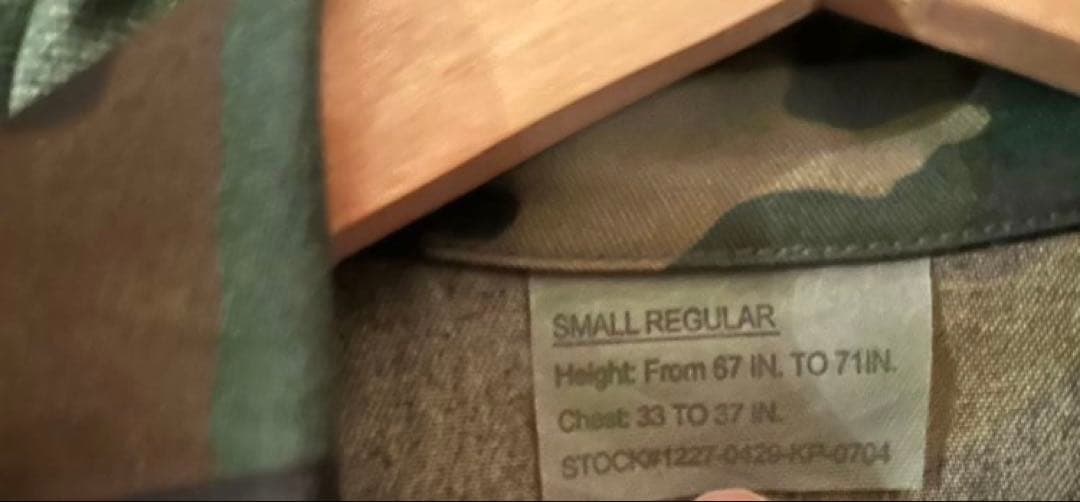 SMALL REGULAR
Height: From 67 IN. TO 71IN.
Chest: 33 TO 37 IN.
STOCK#1227-0429-KP-0704